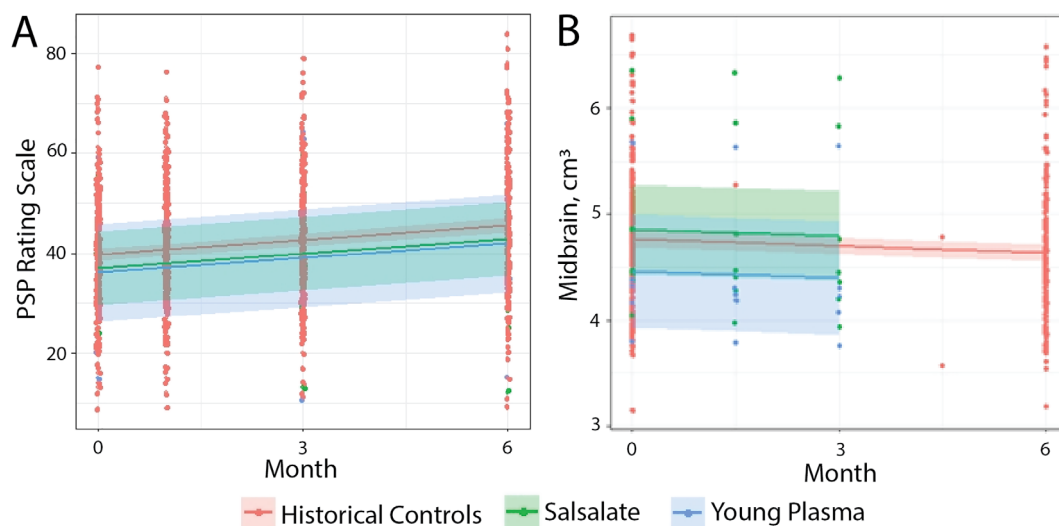 A
PSP Rating Scale
80
60
40
20
0
3
6
Month
B
Midbrain, cm³
6
5
4
3
0
3
6
Month
Historical Controls
Salsalate
Young Plasma